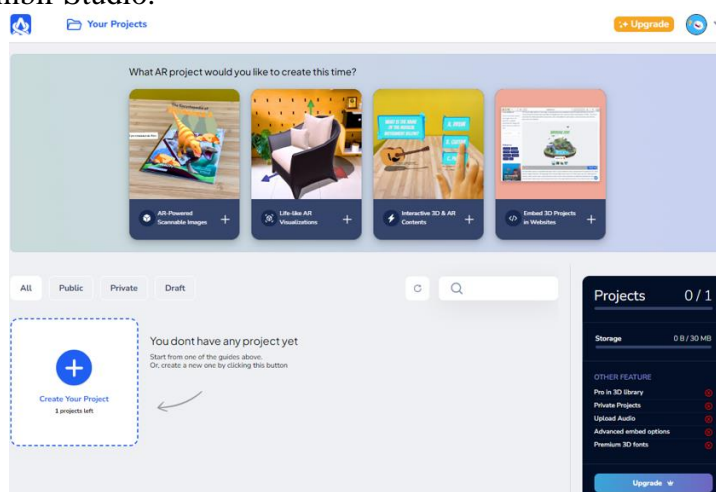 Your Projects
Upgrade
What AR project would you like to create this time?
AR-Powered
Scannable Images
Life-like AR
Visualizations
Interactive 3D & AR
Contents
Embed 3D Projects
in Websites
All
Public
Private
Draft
Create Your Project
1 projects left
You dont have any project yet
Start from one of the guides above.
Or, create a new one by clicking this button
Projects 0 / 1
Storage 0 B / 30 MB
OTHER FEATURE
Pro in 3D library
Private Projects
Upload Audio
Advanced embed options
Premium 3D fonts
Upgrade